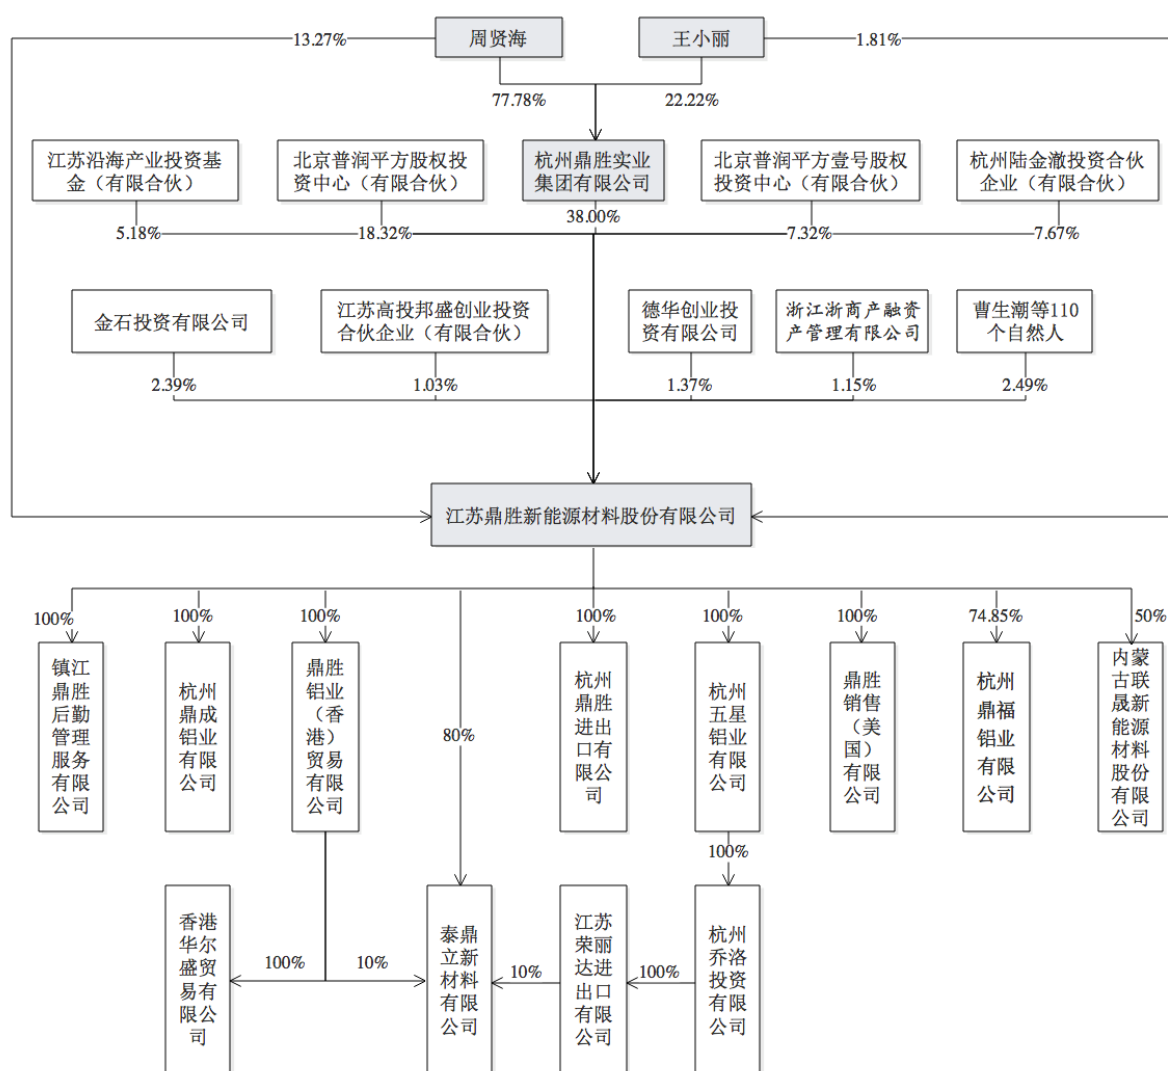 13.27%
周贤海
王小丽
1.81%
77.78%
22.22%
江苏沿海产业投资基
金（有限合伙）
北京普润平方股权投
资中心（有限合伙）
杭州鼎胜实业
集团有限公司
北京普润平方壹号股权
投资中心（有限合伙）
杭州陆金澈投资合伙
企业（有限合伙）
5.18%
18.32%
38.00%
7.32%
7.67%
金石投资有限公司
江苏高投邦盛创业投资
合伙企业（有限合伙）
德华创业投
资有限公司
浙江浙商产融资
产管理有限公司
曹生潮等110
个自然人
2.39%
1.03%
1.37%
1.15%
2.49%
江苏鼎胜新能源材料股份有限公司
100%
100%
100%
80%
100%
100%
100%
74.85%
50%
镇江
鼎胜
后勤
管理
服务
有限
公司
杭州
鼎成
铝业
有限
公司
鼎胜
铝业
（香
港）
贸易
有限
公司
杭州
鼎胜
进出
口有
限公
司
杭州
五星
铝业
有限
公司
鼎胜
销售
（美
国）
有限
公司
杭州
鼎福
铝业
有限
公司
内蒙
古联
晟新
能源
材料
股份
有限
公司
100%
香港
华尔
盛贸
易有
限公
司
100%
10%
泰鼎
立新
材料
有限
公司
10%
江苏
荣丽
达进
出口
有限
公司
100%
杭州
乔洛
投资
有限
公司